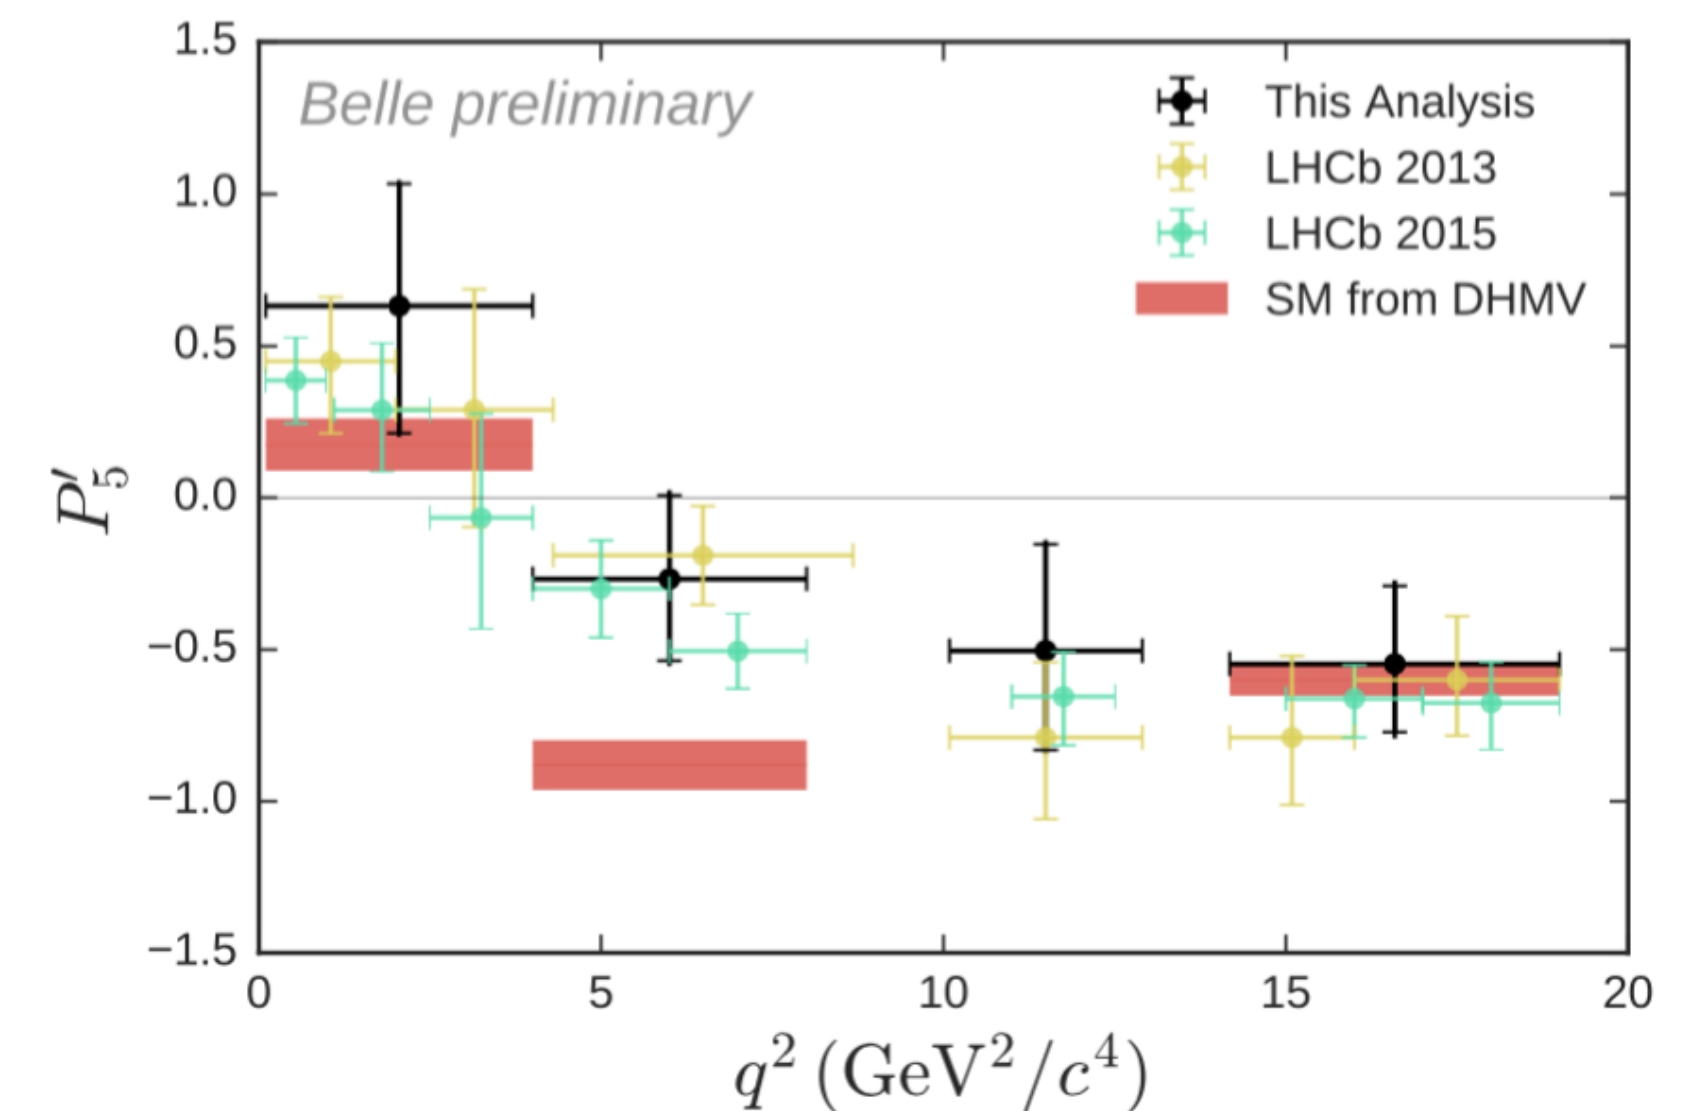 Belle preliminary
This Analysis
LHCb 2013
LHCb 2015
SM from DHMV
1.5
1.0
0.5
0.0
−0.5
−1.0
−1.5
P′5
0 5 10 15 20
q² (GeV²/c⁴)